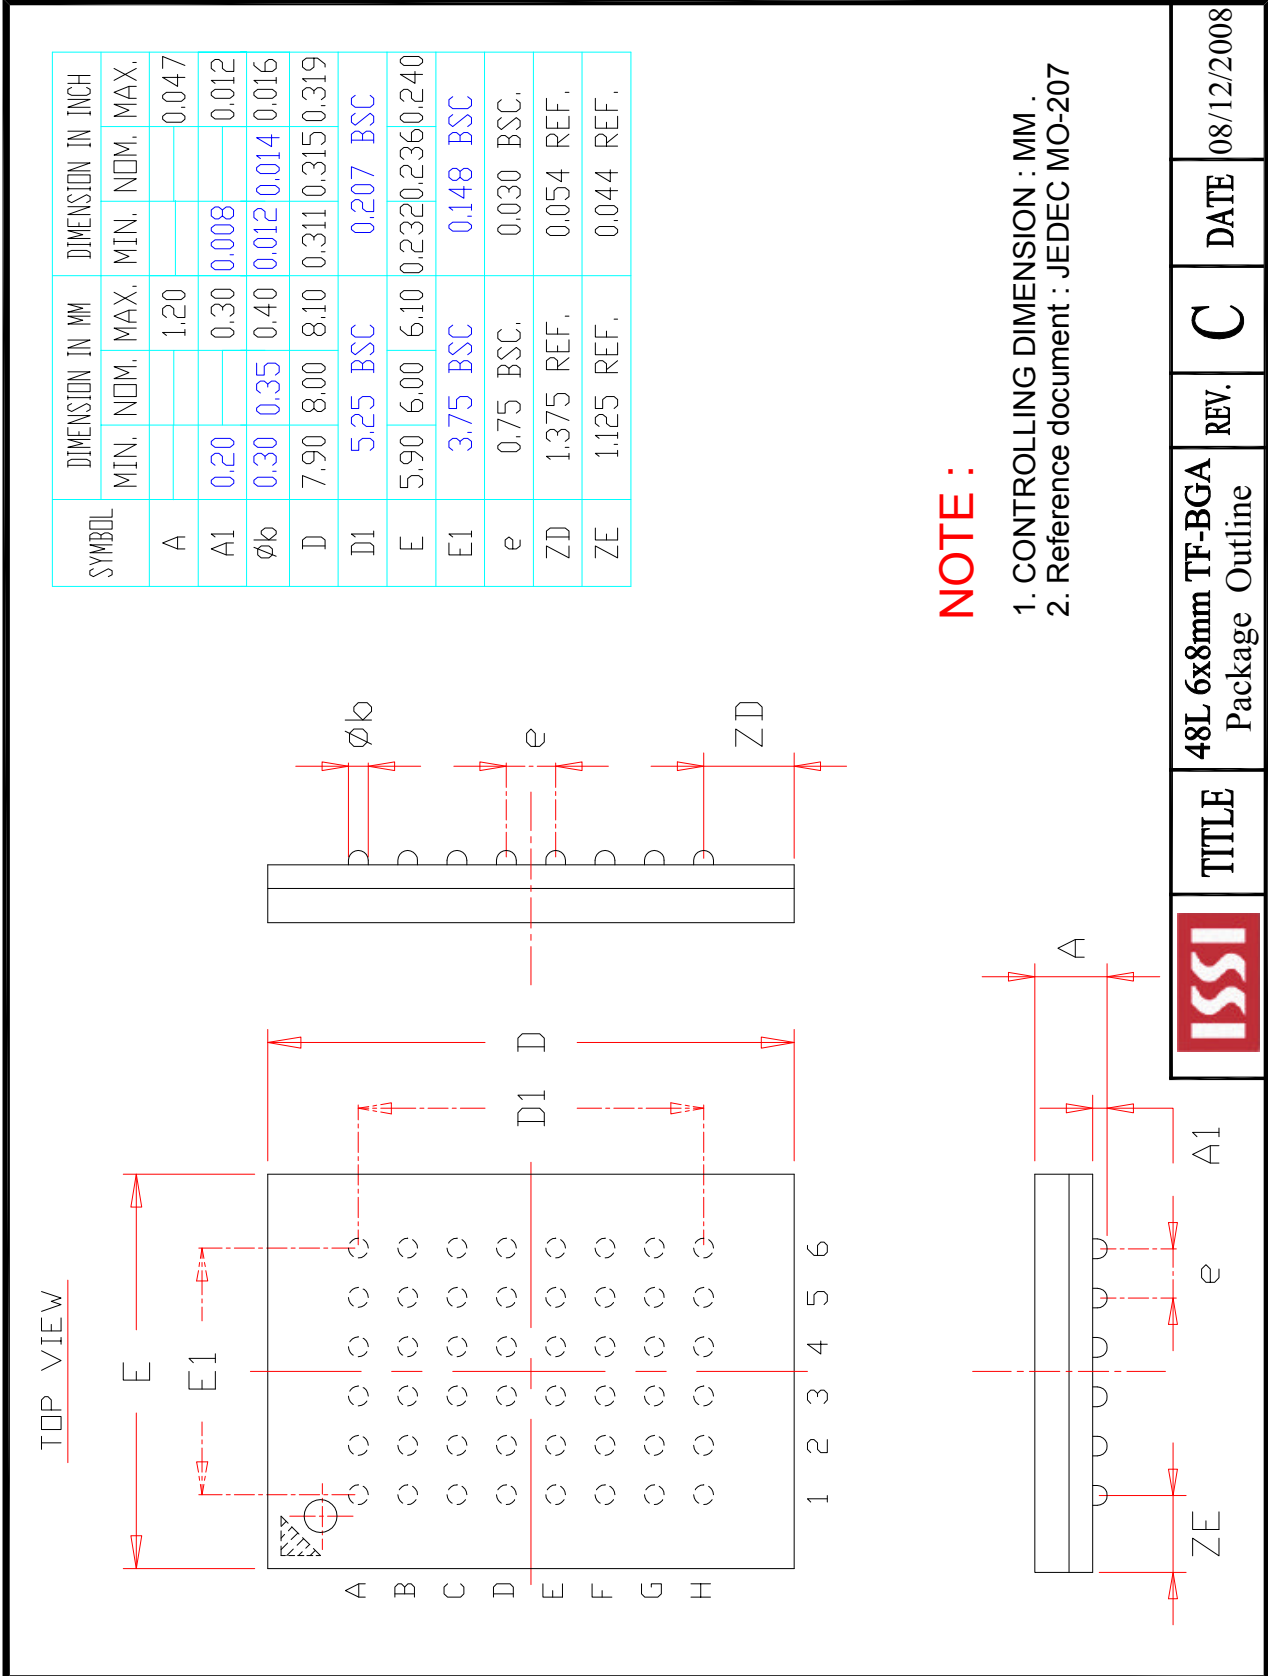 TOP VIEW
E
E1
D
D1
A
B
C
D
E
F
G
H
1 2 3 4 5 6
Øb
e
ZD
ZE
e
A1
A
SYMBOL DIMENSION IN MM DIMENSION IN INCH
MIN. NOM. MAX. MIN. NOM. MAX.
A 1.20 0.047
A1 0.20 0.30 0.008 0.012
Øb 0.30 0.35 0.40 0.012 0.014 0.016
D 7.90 8.00 8.10 0.311 0.315 0.319
D1 5.25 BSC 0.207 BSC
E 5.90 6.00 6.10 0.232 0.236 0.240
E1 3.75 BSC 0.148 BSC
e 0.75 BSC. 0.030 BSC.
ZD 1.375 REF. 0.054 REF.
ZE 1.125 REF. 0.044 REF.
NOTE :
1. CONTROLLING DIMENSION : MM .
2. Reference document : JEDEC MO-207
ISSI
TITLE
48L 6x8mm TF-BGA
Package Outline
REV.
C
DATE
08/12/2008